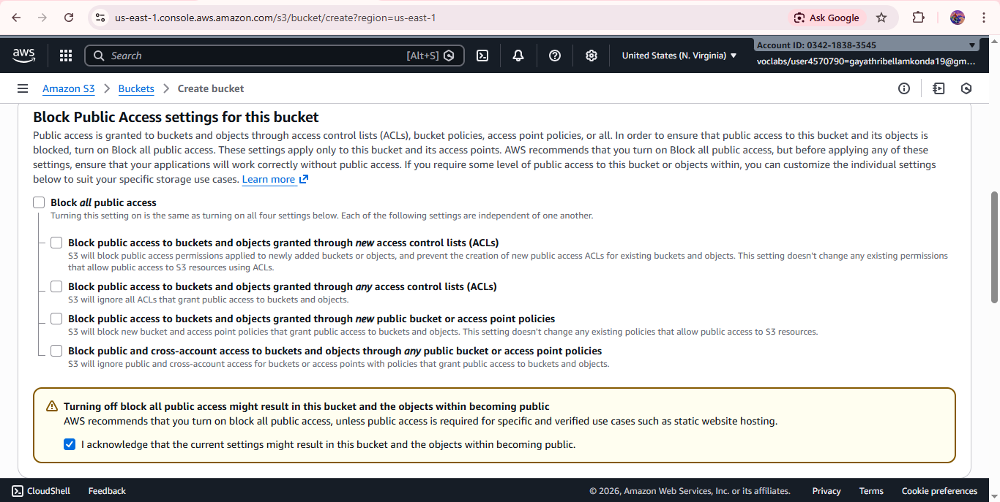 us-east-1.console.aws.amazon.com/s3/bucket/create?region=us-east-1
Ask Google
aws
Search
[Alt+S]
United States (N. Virginia) ▼
Account ID: 0342-1838-3545
voclabs/user4570790=gayathribellamkonda19@gm...
Amazon S3 > Buckets > Create bucket
Block Public Access settings for this bucket
Public access is granted to buckets and objects through access control lists (ACLs), bucket policies, access point policies, or all. In order to ensure that public access to this bucket and its objects is
blocked, turn on Block all public access. These settings apply only to this bucket and its access points. AWS recommends that you turn on Block all public access, but before applying any of these
settings, ensure that your applications will work correctly without public access. If you require some level of public access to this bucket or objects within, you can customize the individual settings
below to suit your specific storage use cases. Learn more
Block all public access
Turning this setting on is the same as turning on all four settings below. Each of the following settings are independent of one another.
Block public access to buckets and objects granted through new access control lists (ACLs)
S3 will block public access permissions applied to newly added buckets or objects, and prevent the creation of new public access ACLs for existing buckets and objects. This setting doesn't change any existing permissions
that allow public access to S3 resources using ACLs.
Block public access to buckets and objects granted through any access control lists (ACLs)
S3 will ignore all ACLs that grant public access to buckets and objects.
Block public access to buckets and objects granted through new public bucket or access point policies
S3 will block new bucket and access point policies that grant public access to buckets and objects. This setting doesn't change any existing policies that allow public access to S3 resources.
Block public and cross-account access to buckets and objects through any public bucket or access point policies
S3 will ignore public and cross-account access for buckets or access points with policies that grant public access to buckets and objects.
Turning off block all public access might result in this bucket and the objects within becoming public
AWS recommends that you turn on block all public access, unless public access is required for specific and verified use cases such as static website hosting.
I acknowledge that the current settings might result in this bucket and the objects within becoming public.
CloudShell
Feedback
© 2026, Amazon Web Services, Inc. or its affiliates.
Privacy
Terms
Cookie preferences